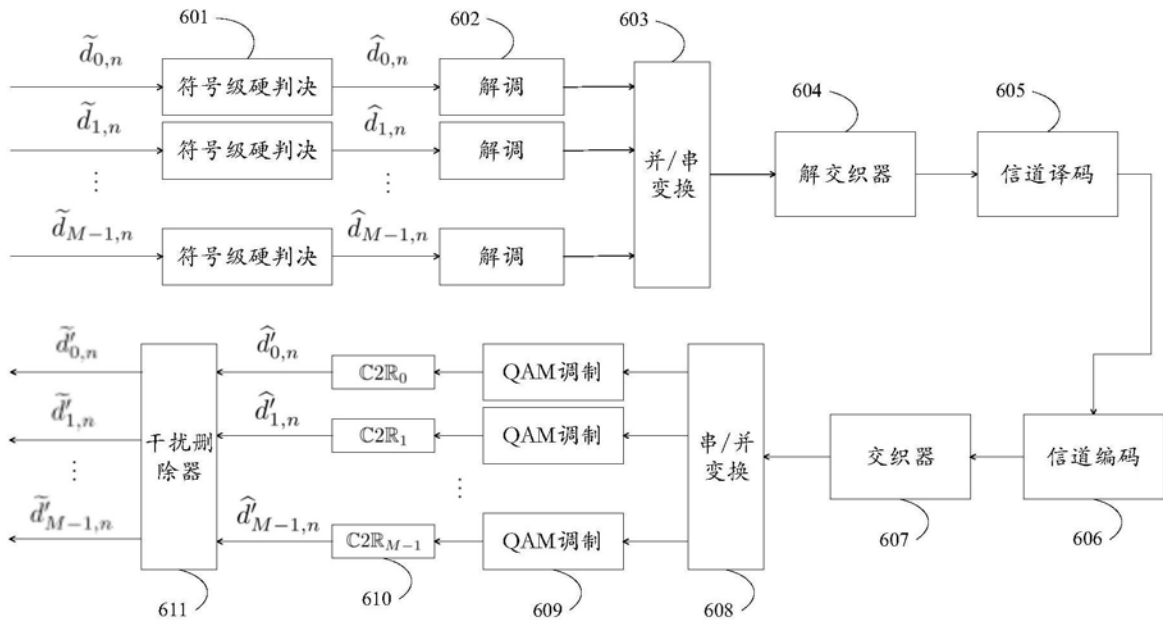 601
602
603
604
605
d̃₀,ₙ
符号级硬判决
d̂₀,ₙ
解调
d̃₁,ₙ
符号级硬判决
d̂₁,ₙ
解调
⋮
⋮
并/串
变换
解交织器
信道译码
d̃_{M−1,n}
符号级硬判决
d̂_{M−1,n}
解调
d̃′₀,ₙ
d̂′₀,ₙ
ℂ2ℝ₀
QAM调制
d̃′₁,ₙ
d̂′₁,ₙ
ℂ2ℝ₁
QAM调制
⋮
干扰删
除器
⋮
串/并
变换
交织器
信道编码
d̃′_{M−1,n}
d̂′_{M−1,n}
ℂ2ℝ_{M−1}
QAM调制
611
610
609
608
607
606